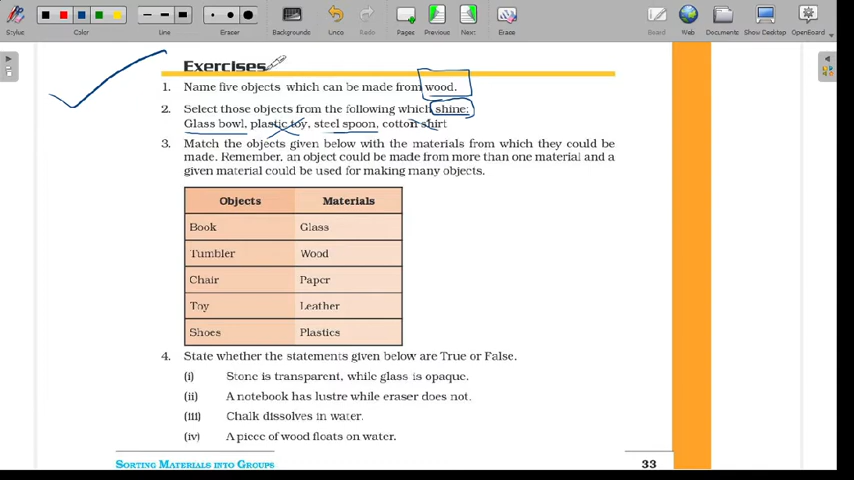 Stylus
Color
Line
Eraser
Backgrounds
Undo
Redo
Pages
Previous
Next
Erase
Board
Web
Documents
Show Desktop
OpenBoard
Exercises
1. Name five objects which can be made from wood.
2. Select those objects from the following which shine:
Glass bowl, plastic toy, steel spoon, cotton shirt
3. Match the objects given below with the materials from which they could be
made. Remember, an object could be made from more than one material and a
given material could be used for making many objects.
Objects Materials
Book Glass
Tumbler Wood
Chair Paper
Toy Leather
Shoes Plastics
4. State whether the statements given below are True or False.
(i) Stone is transparent, while glass is opaque.
(ii) A notebook has lustre while eraser does not.
(iii) Chalk dissolves in water.
(iv) A piece of wood floats on water.
SORTING MATERIALS INTO GROUPS 33